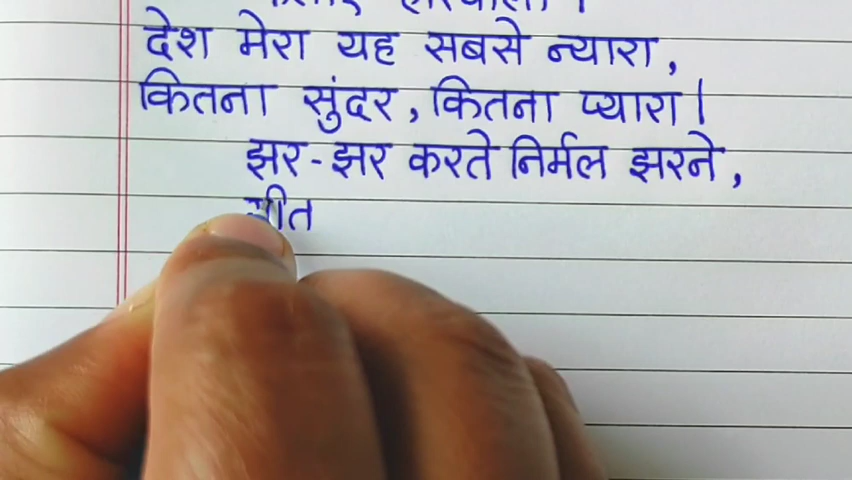 देश मेरा यह सबसे न्यारा,
कितना सुंदर, कितना प्यारा।
झर-झर करते निर्मल झरने,
गीत